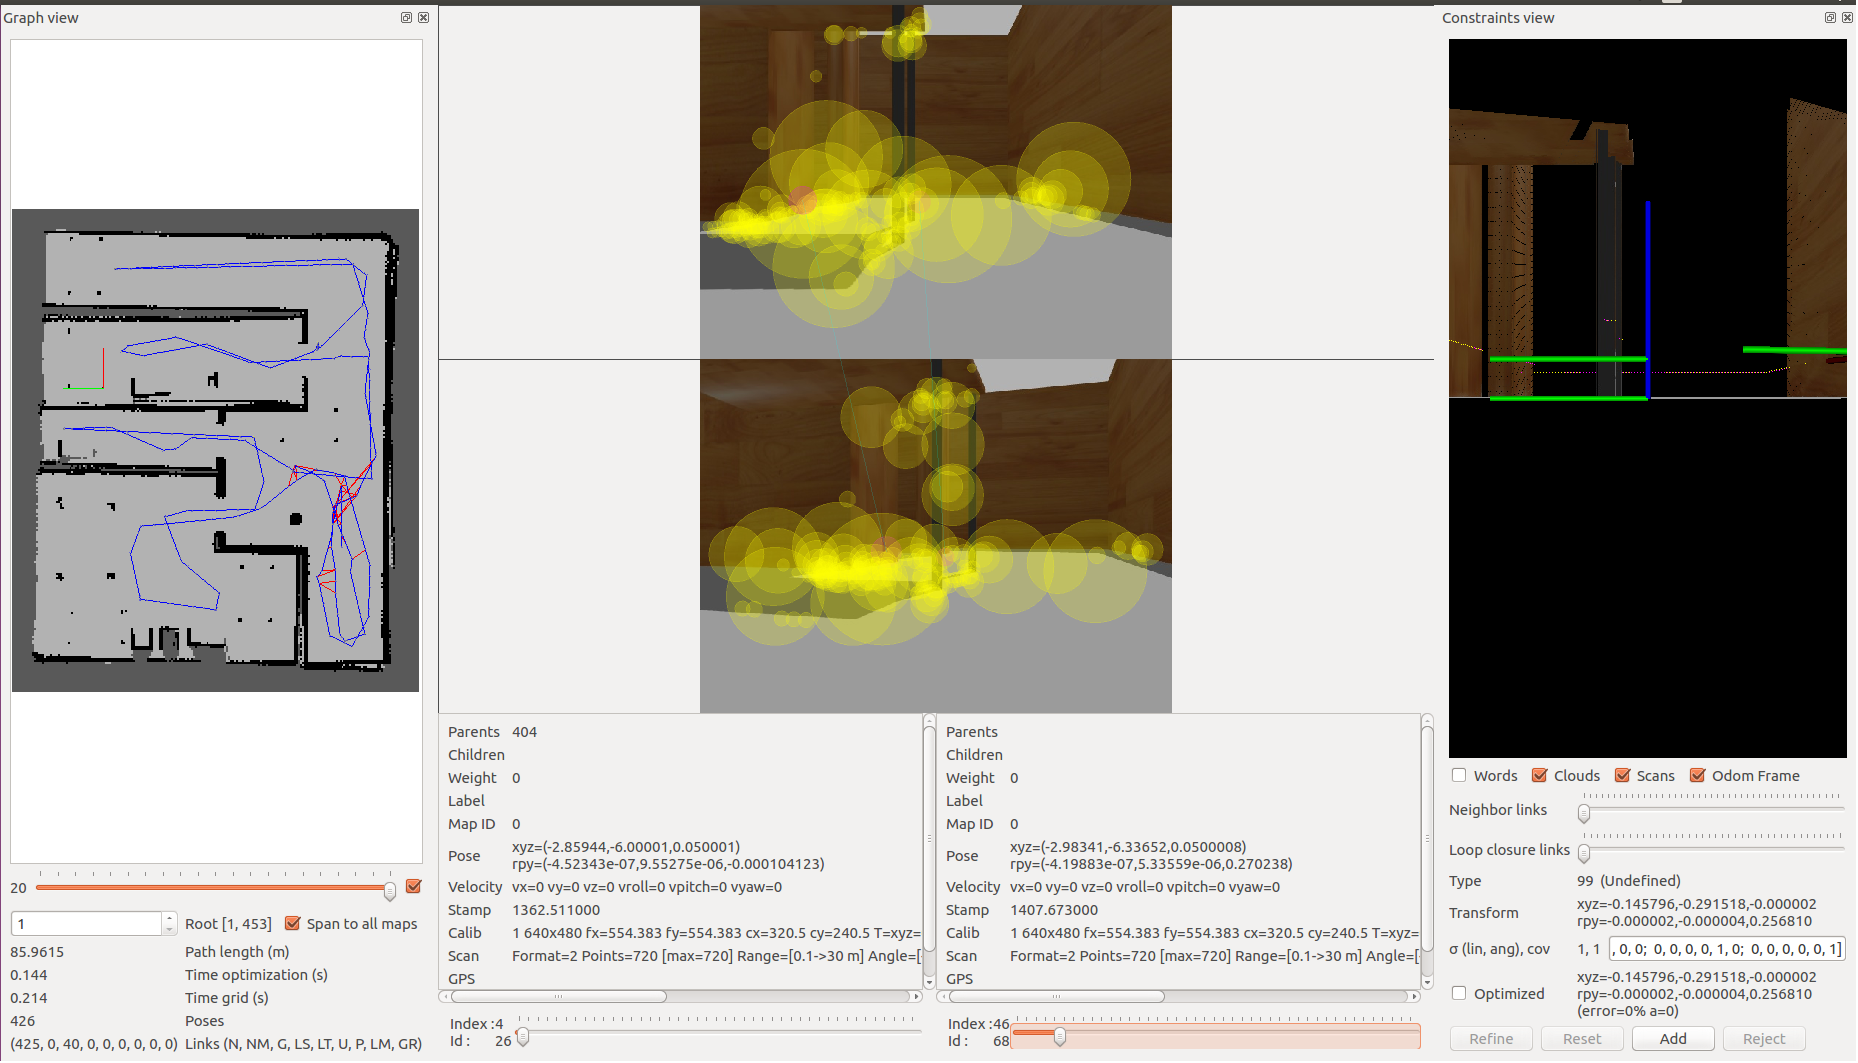 Graph view
20
1
Root [1, 453]
Span to all maps
85.9615 Path length (m)
0.144 Time optimization (s)
0.214 Time grid (s)
426 Poses
(425, 0, 40, 0, 0, 0, 0, 0, 0) Links (N, NM, G, LS, LT, U, P, LM, GR)
Parents 404
Children
Weight 0
Label
Map ID 0
Pose xyz=(-2.85944,-6.00001,0.050001)
rpy=(-4.52343e-07,9.55275e-06,-0.000104123)
Velocity vx=0 vy=0 vz=0 vroll=0 vpitch=0 vyaw=0
Stamp 1362.511000
Calib 1 640x480 fx=554.383 fy=554.383 cx=320.5 cy=240.5 T=xyz=
Scan Format=2 Points=720 [max=720] Range=[0.1->30 m] Angle=[
GPS
Index :4
Id : 26
Parents
Children
Weight 0
Label
Map ID 0
Pose xyz=(-2.98341,-6.33652,0.0500008)
rpy=(-4.19883e-07,5.33559e-06,0.270238)
Velocity vx=0 vy=0 vz=0 vroll=0 vpitch=0 vyaw=0
Stamp 1407.673000
Calib 1 640x480 fx=554.383 fy=554.383 cx=320.5 cy=240.5 T=xyz=
Scan Format=2 Points=720 [max=720] Range=[0.1->30 m] Angle=[
GPS
Index :46
Id : 68
Constraints view
Words Clouds Scans Odom Frame
Neighbor links
Loop closure links
Type 99 (Undefined)
Transform xyz=-0.145796,-0.291518,-0.000002
rpy=-0.000002,-0.000004,0.256810
σ (lin, ang), cov 1, 1 , 0, 0; 0, 0, 0, 0, 1, 0; 0, 0, 0, 0, 0, 1]
Optimized xyz=-0.145796,-0.291518,-0.000002
rpy=-0.000002,-0.000004,0.256810
(error=0% a=0)
Refine Reset Add Reject